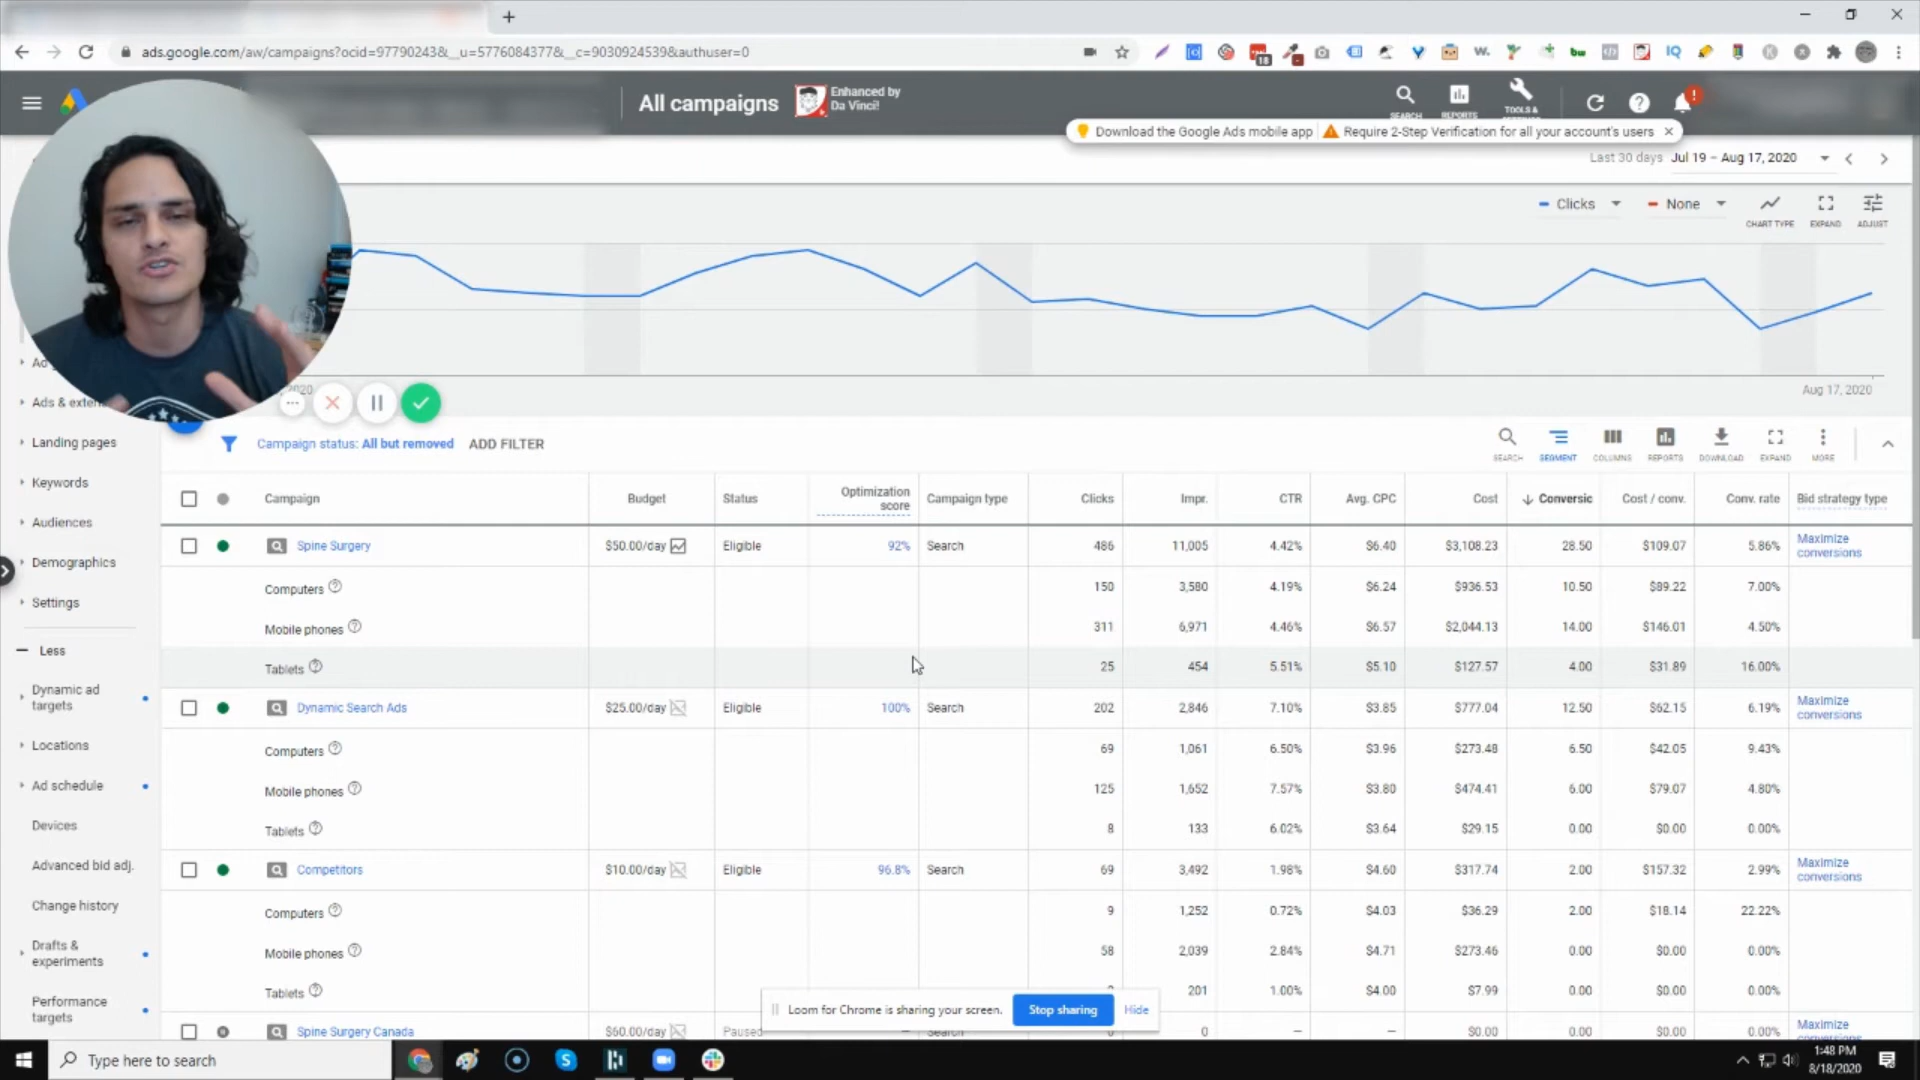 ads.google.com/aw/campaigns?ocid=97790243&__u=5776084377&__c=9030924539&authuser=0
18
W.
bw
IQ
All campaigns
Enhanced by
Da Vinci!
SEARCH
REPORTS
TOOLS &
!
Download the Google Ads mobile app
Require 2-Step Verification for all your account's users
Last 30 days Jul 19 – Aug 17, 2020
Clicks
None
CHART TYPE
EXPAND
ADJUST
2020
Aug 17, 2020
Ads & exten
Landing pages
Keywords
Audiences
Demographics
Settings
Less
Dynamic ad
targets
Locations
Ad schedule
Devices
Advanced bid adj.
Change history
Drafts &
experiments
Performance
targets
Campaign status: All but removed ADD FILTER
SEARCH
SEGMENT
COLUMNS
REPORTS
DOWNLOAD
EXPAND
MORE
Campaign Budget Status Optimization score Campaign type Clicks Impr. CTR Avg. CPC Cost Conversic Cost / conv. Conv. rate Bid strategy type
Spine Surgery $50.00/day Eligible 92% Search 486 11,005 4.42% $6.40 $3,108.23 28.50 $109.07 5.86% Maximize conversions
Computers 150 3,580 4.19% $6.24 $936.53 10.50 $89.22 7.00%
Mobile phones 311 6,971 4.46% $6.57 $2,044.13 14.00 $146.01 4.50%
Tablets 25 454 5.51% $5.10 $127.57 4.00 $31.89 16.00%
Dynamic Search Ads $25.00/day Eligible 100% Search 202 2,846 7.10% $3.85 $777.04 12.50 $62.15 6.19% Maximize conversions
Computers 69 1,061 6.50% $3.96 $273.48 6.50 $42.05 9.43%
Mobile phones 125 1,652 7.57% $3.80 $474.41 6.00 $79.07 4.80%
Tablets 8 133 6.02% $3.64 $29.15 0.00 $0.00 0.00%
Competitors $10.00/day Eligible 96.8% Search 69 3,492 1.98% $4.60 $317.74 2.00 $157.32 2.99% Maximize conversions
Computers 9 1,252 0.72% $4.03 $36.29 2.00 $18.14 22.22%
Mobile phones 58 2,039 2.84% $4.71 $273.46 0.00 $0.00 0.00%
Tablets 201 1.00% $4.00 $7.99 0.00 $0.00 0.00%
Spine Surgery Canada $60.00/day Paused – Search 0 0 – – $0.00 0.00 $0.00 0.00% Maximize conversions
Loom for Chrome is sharing your screen. Stop sharing Hide
Type here to search
1:48 PM
8/18/2020